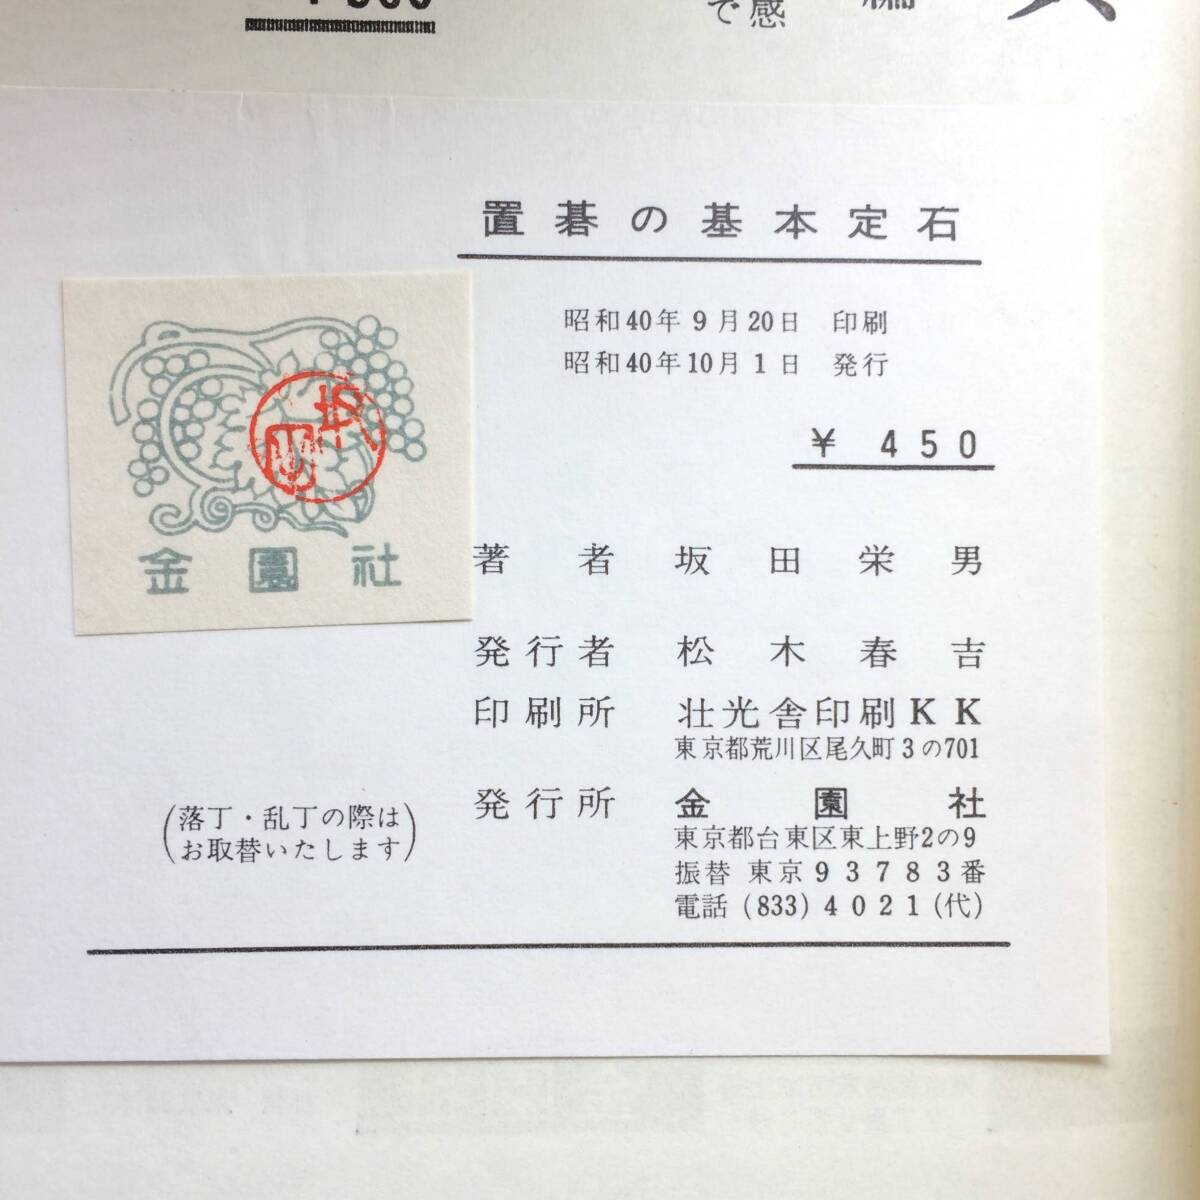 で感
置碁の基本定石
昭和40年9月20日 印刷
昭和40年10月1日 発行
¥ 450
金園社
著者 坂田栄男
発行者 松木春吉
印刷所 壮光舎印刷KK
東京都荒川区尾久町3の701
発行所 金園社
東京都台東区東上野2の9
振替 東京93783番
電話 (833) 4021 (代)
(落丁・乱丁の際は
お取替いたします)